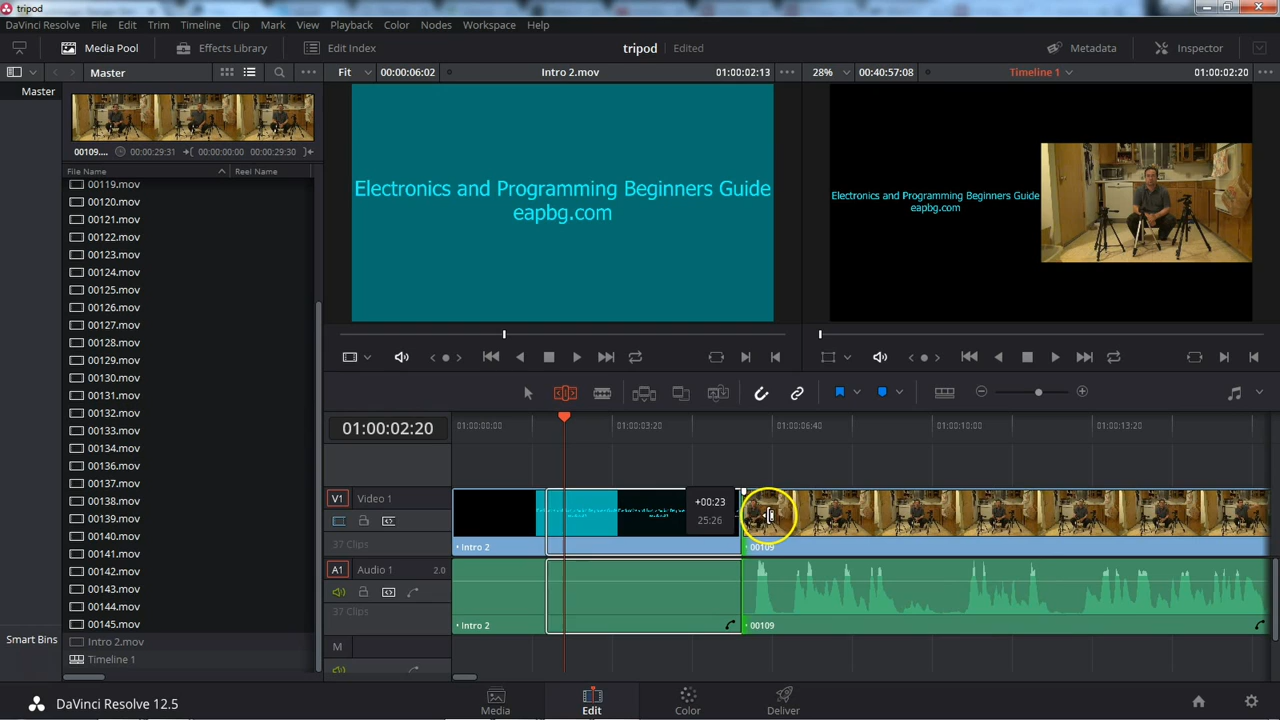 tripod
DaVinci Resolve File Edit Trim Timeline Clip Mark View Playback Color Nodes Workspace Help
Media Pool Effects Library Edit Index tripod Edited Metadata Inspector
Master Fit 00:00:06:02 Intro 2.mov 01:00:02:13 28% 00:40:57:08 Timeline 1 01:00:02:20
Master
00109.... 00:00:29:31 00:00:00:00 00:00:29:30
File Name Reel Name
00119.mov
00120.mov
00121.mov
00122.mov
00123.mov
00124.mov
00125.mov
00126.mov
00127.mov
00128.mov
00129.mov
00130.mov
00131.mov
00132.mov
00133.mov
00134.mov
00135.mov
00136.mov
00137.mov
00138.mov
00139.mov
00140.mov
00141.mov
00142.mov
00143.mov
00144.mov
00145.mov
Intro 2.mov
Timeline 1
Smart Bins
Electronics and Programming Beginners Guide
eapbg.com
Electronics and Programming Beginners Guide
eapbg.com
01:00:02:20 01:00:00:00 01:00:03:20 01:00:06:40 01:00:10:00 01:00:13:20
V1 Video 1
37 Clips
+00:23
25:26
Intro 2 00109
A1 Audio 1 2.0
37 Clips
Intro 2 00109
M
DaVinci Resolve 12.5 Media Edit Color Deliver